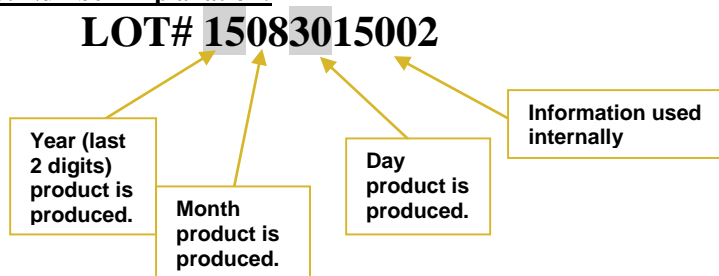 LOT# 15083015002
Year (last
2 digits)
product is
produced.
Month
product is
produced.
Day
product is
produced.
Information used
internally